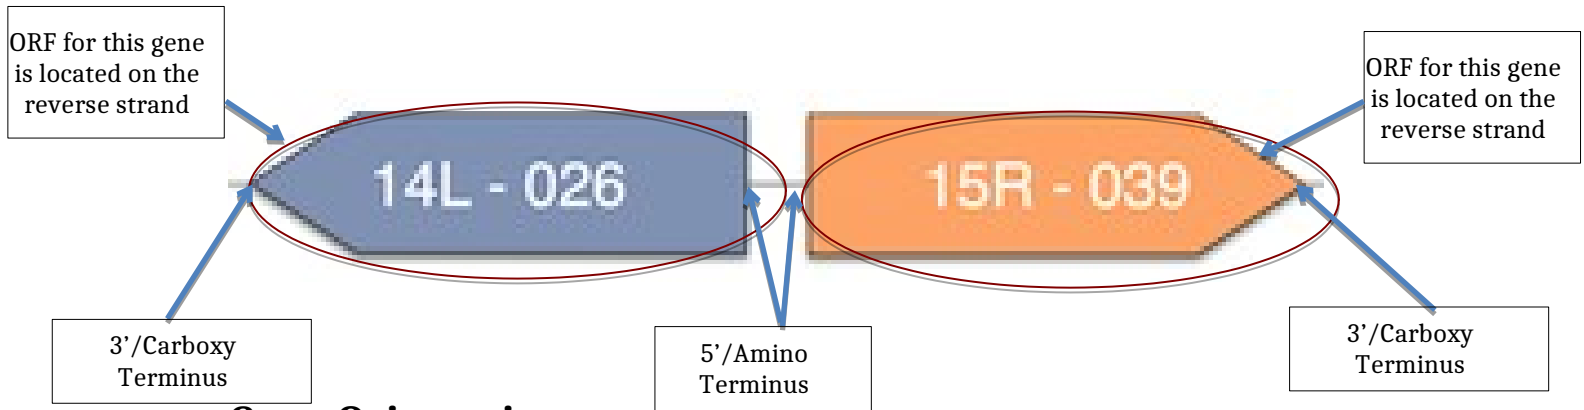 ORF for this gene
is located on the
reverse strand
ORF for this gene
is located on the
reverse strand
14L - 026
15R - 039
3’/Carboxy
Terminus
5’/Amino
Terminus
3’/Carboxy
Terminus